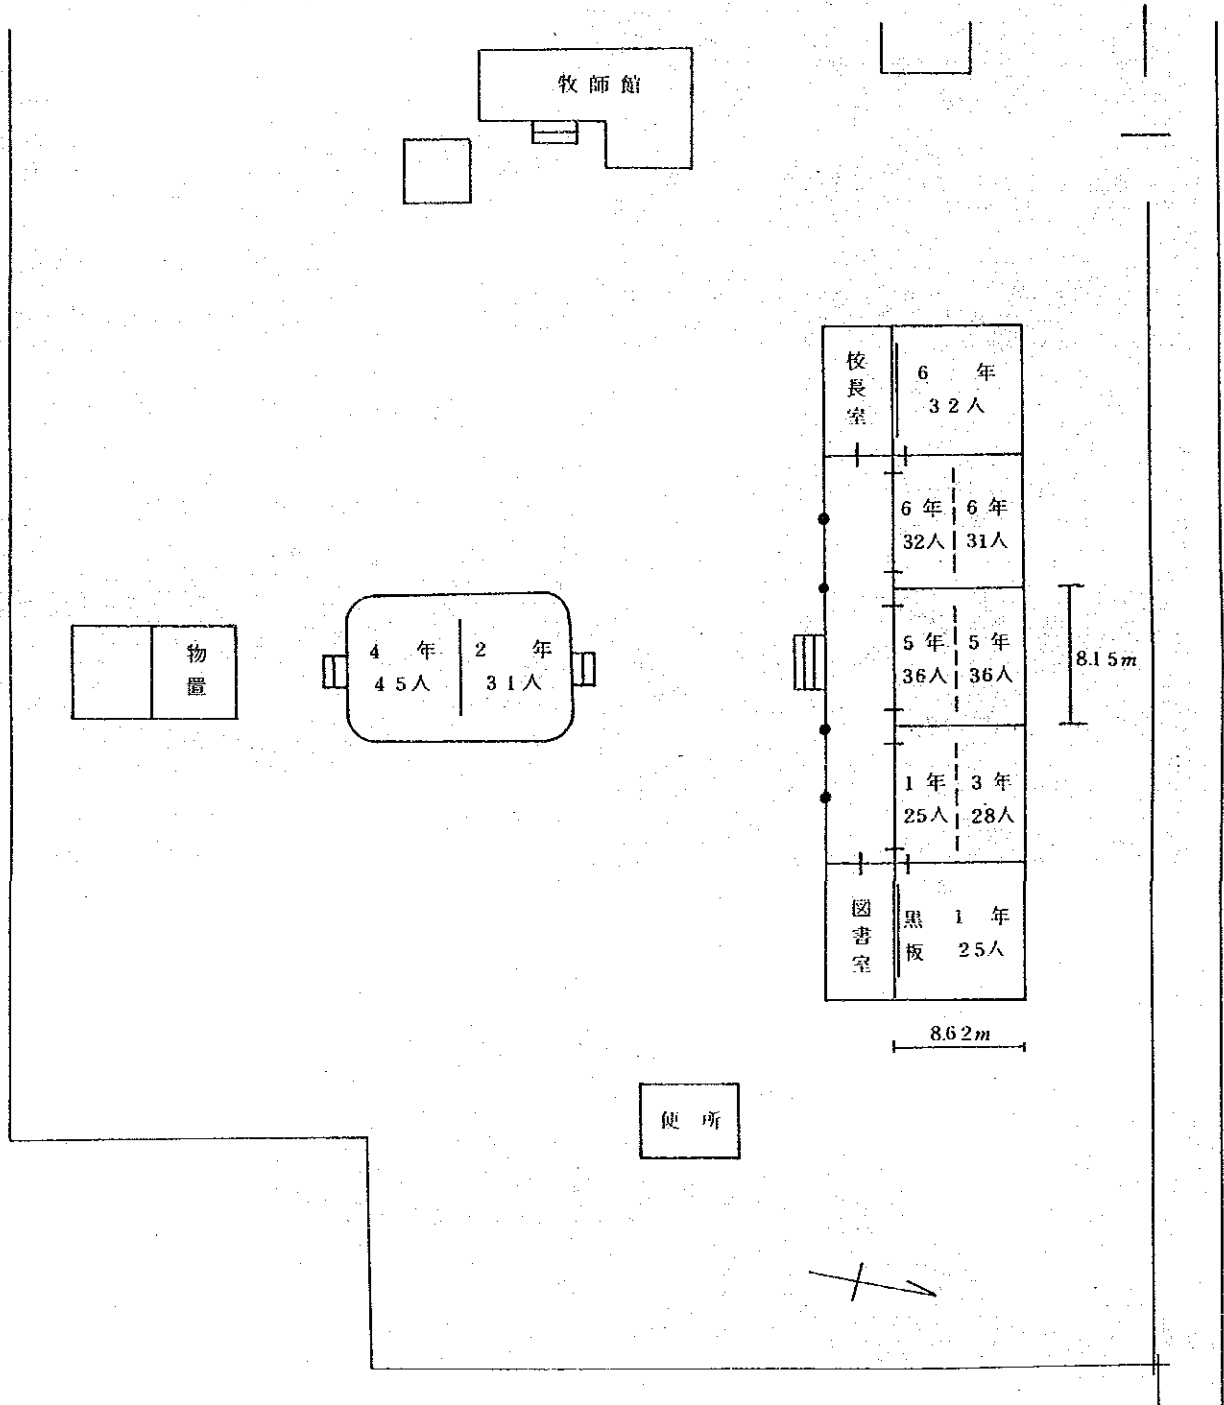 牧師館
校長室
6 年
32人
6 年
32人
6 年
31人
5 年
36人
5 年
36人
8.15m
1 年
25人
3 年
28人
図書室
黒板
1 年
25人
8.62m
物置
4 年
45人
2 年
31人
便所